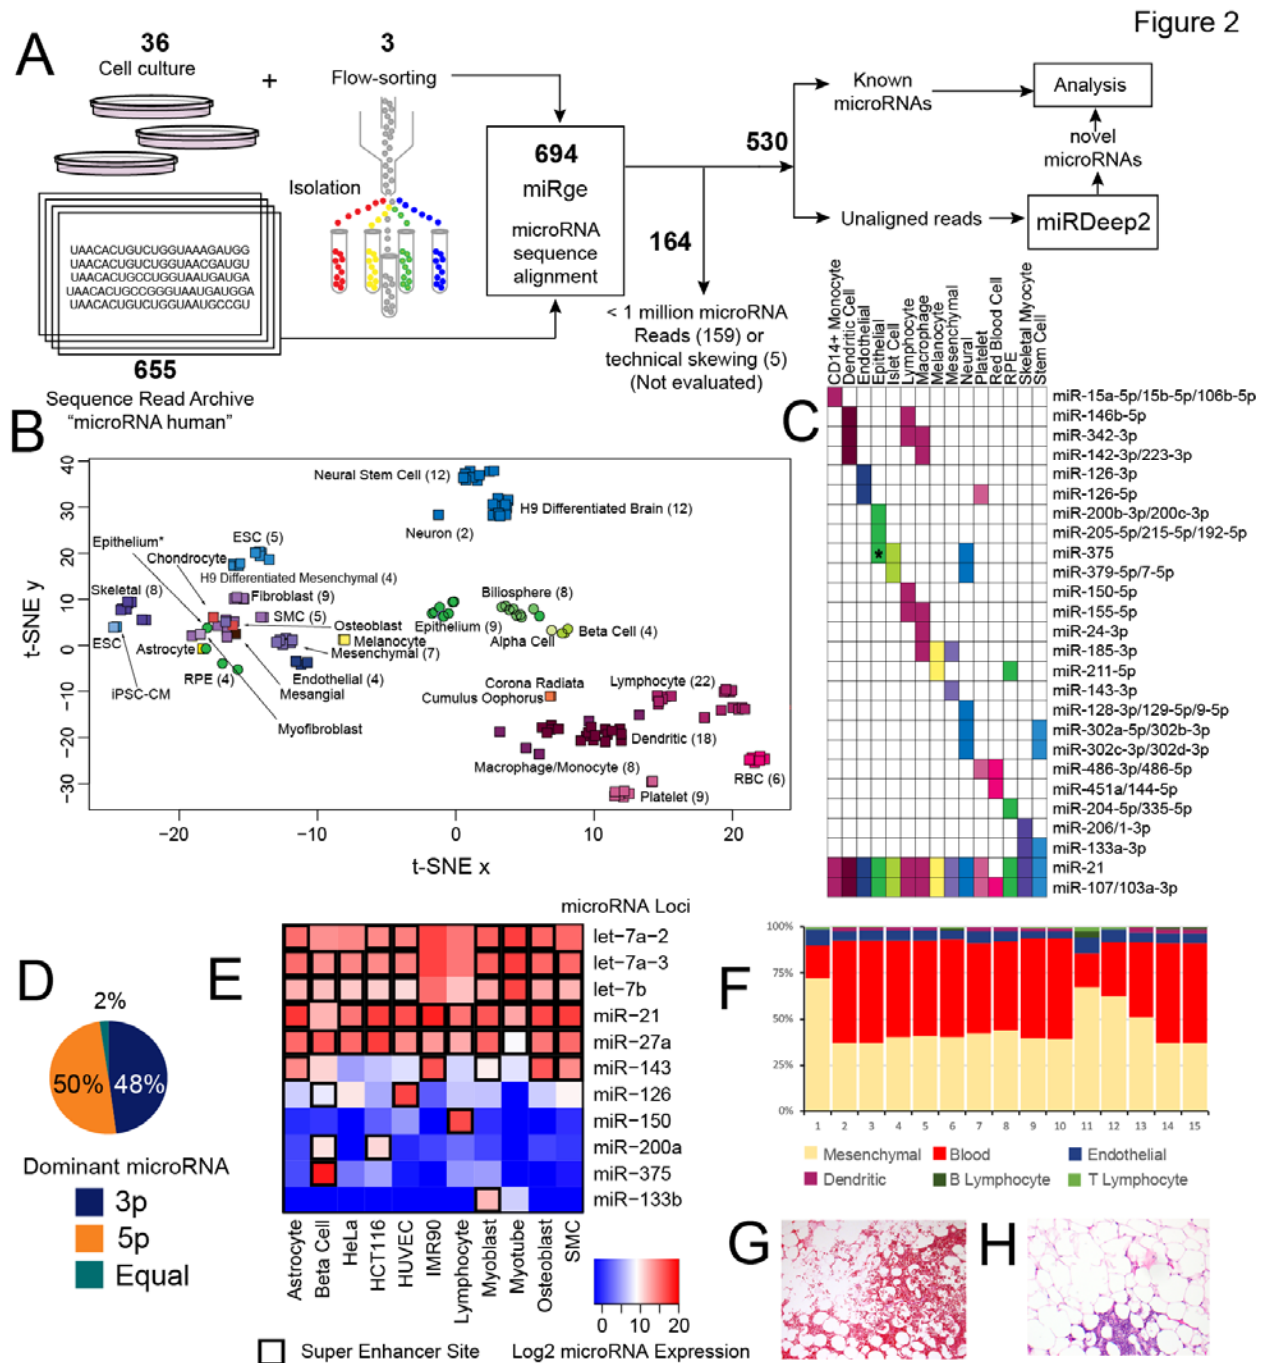 Figure 2
A
36
Cell culture
+
3
Flow-sorting
Isolation
UAACACUGUCUGGUAAAGAUGG
UAACACUGUCUGGUAACGAUGU
UAACACUGCCUGGUAAUGAUGA
UAACACUGCCGGGUAAUGAUGGA
UAACACUGUCUGGUAAUGCCGU
655
Sequence Read Archive
“microRNA human”
694
miRge
microRNA
sequence
alignment
164
< 1 million microRNA
Reads (159) or
technical skewing (5)
(Not evaluated)
530
Known
microRNAs
Analysis
novel
microRNAs
Unaligned reads
miRDeep2
B
t-SNE y
40
30
20
10
0
−10
−20
−30
Neural Stem Cell (12)
H9 Differentiated Brain (12)
Neuron (2)
Epithelium*
ESC (5)
Chondrocyte
H9 Differentiated Mesenchymal (4)
Skeletal (8)
Fibroblast (9)
Biliosphere (8)
SMC (5)
Osteoblast
Epithelium (9)
Alpha Cell
Beta Cell (4)
ESC
Astrocyte
Melanocyte
Mesenchymal (7)
RPE (4)
Endothelial (4)
iPSC-CM
Mesangial
Myofibroblast
Corona Radiata
Cumulus Oophorus
Lymphocyte (22)
Dendritic (18)
Macrophage/Monocyte (8)
RBC (6)
Platelet (9)
−20
−10
0
10
20
t-SNE x
C
CD14+ Monocyte
Dendritic Cell
Endothelial
Epithelial
Islet Cell
Lymphocyte
Macrophage
Melanocyte
Mesenchymal
Neural
Platelet
Red Blood Cell
RPE
Skeletal Myocyte
Stem Cell
miR-15a-5p/15b-5p/106b-5p
miR-146b-5p
miR-342-3p
miR-142-3p/223-3p
miR-126-3p
miR-126-5p
miR-200b-3p/200c-3p
miR-205-5p/215-5p/192-5p
*
miR-375
miR-379-5p/7-5p
miR-150-5p
miR-155-5p
miR-24-3p
miR-185-3p
miR-211-5p
miR-143-3p
miR-128-3p/129-5p/9-5p
miR-302a-5p/302b-3p
miR-302c-3p/302d-3p
miR-486-3p/486-5p
miR-451a/144-5p
miR-204-5p/335-5p
miR-206/1-3p
miR-133a-3p
miR-21
miR-107/103a-3p
D
2%
50%
48%
Dominant microRNA
3p
5p
Equal
E
microRNA Loci
let−7a−2
let−7a−3
let−7b
miR−21
miR−27a
miR−143
miR−126
miR−150
miR−200a
miR−375
miR−133b
Astrocyte
Beta Cell
HeLa
HCT116
HUVEC
IMR90
Lymphocyte
Myoblast
Myotube
Osteoblast
SMC
0
10
20
Super Enhancer Site
Log2 microRNA Expression
F
100%
75%
50%
25%
0%
1 2 3 4 5 6 7 8 9 10 11 12 13 14 15
Mesenchymal
Blood
Endothelial
Dendritic
B Lymphocyte
T Lymphocyte
G
H